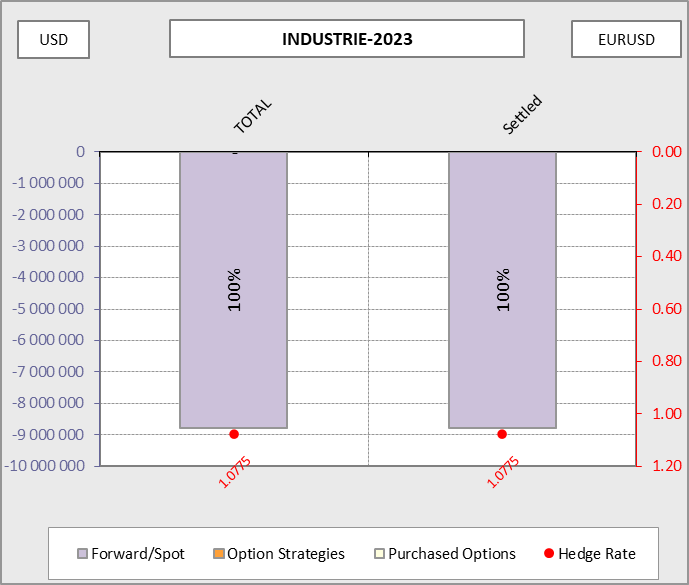 USD
INDUSTRIE-2023
EURUSD
TOTAL
Settled
0
-1 000 000
-2 000 000
-3 000 000
-4 000 000
-5 000 000
-6 000 000
-7 000 000
-8 000 000
-9 000 000
-10 000 000
100%
100%
0.00
0.20
0.40
0.60
0.80
1.00
1.20
1.0775
1.0775
Forward/Spot Option Strategies Purchased Options Hedge Rate